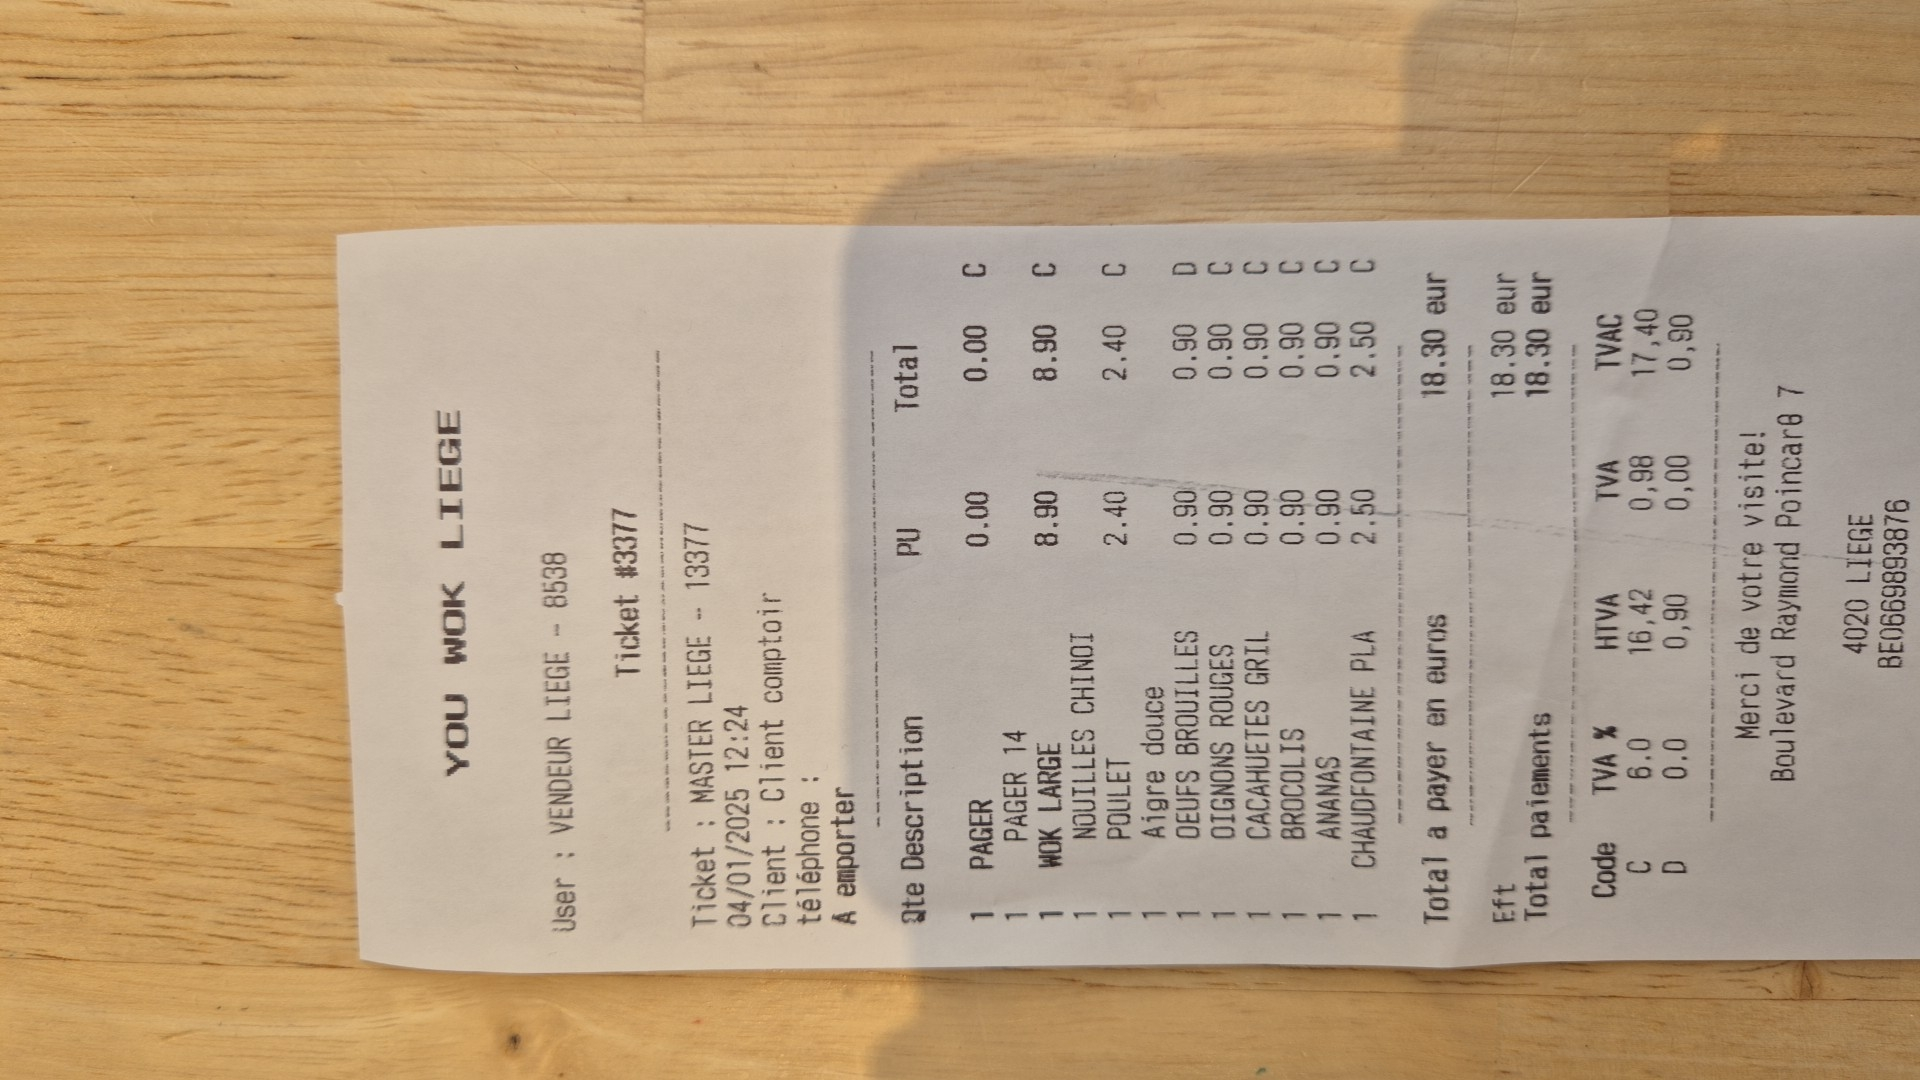 YOU WOK LIEGE
User : VENDEUR LIEGE - 8538
Ticket #3377
Ticket : MASTER LIEGE - 13377
04/01/2025 12:24
Client : Client comptoir
téléphone :
A emporter
Qte Description PU Total
1 PAGER 0.00 0.00 C
1 PAGER 14
1 WOK LARGE 8.90 8.90 C
1 NOUILLES CHINOI
1 POULET 2.40 2.40 C
1 Aigre douce
1 OEUFS BROUILLES 0.90 0.90 D
1 OIGNONS ROUGES 0.90 0.90 C
1 CACAHUETES GRIL 0.90 0.90 C
1 BROCOLIS 0.90 0.90 C
1 ANANAS 0.90 0.90 C
1 CHAUDFONTAINE PLA 2.50 2.50 C
Total a payer en euros 18.30 eur
Eft 18.30 eur
Total paiements 18.30 eur
Code TVA % HTVA TVA TVAC
C 6.0 16,42 0,98 17,40
D 0.0 0,90 0,00 0,90
Merci de votre visite!
Boulevard Raymond Poincarθ 7
4020 LIEGE
BE0669893876